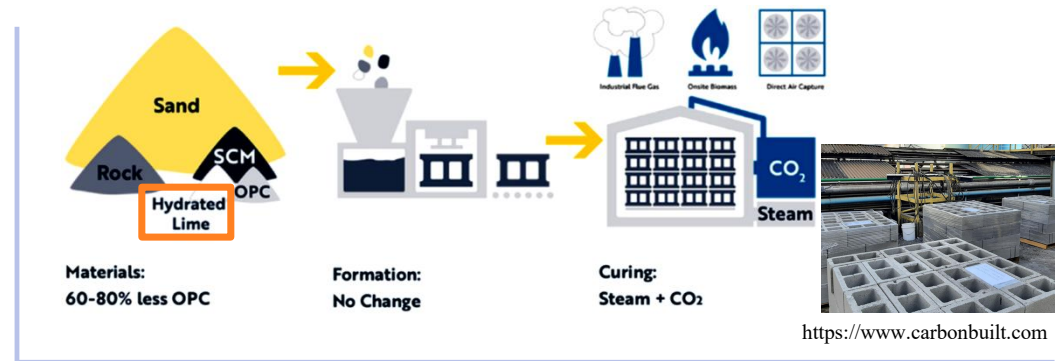 Industrial Flue Gas
Onsite Biomass
Direct Air Capture
Sand
Rock
SCM
OPC
Hydrated
Lime
CO₂
Steam
Materials:
60-80% less OPC
Formation:
No Change
Curing:
Steam + CO2
https://www.carbonbuilt.com